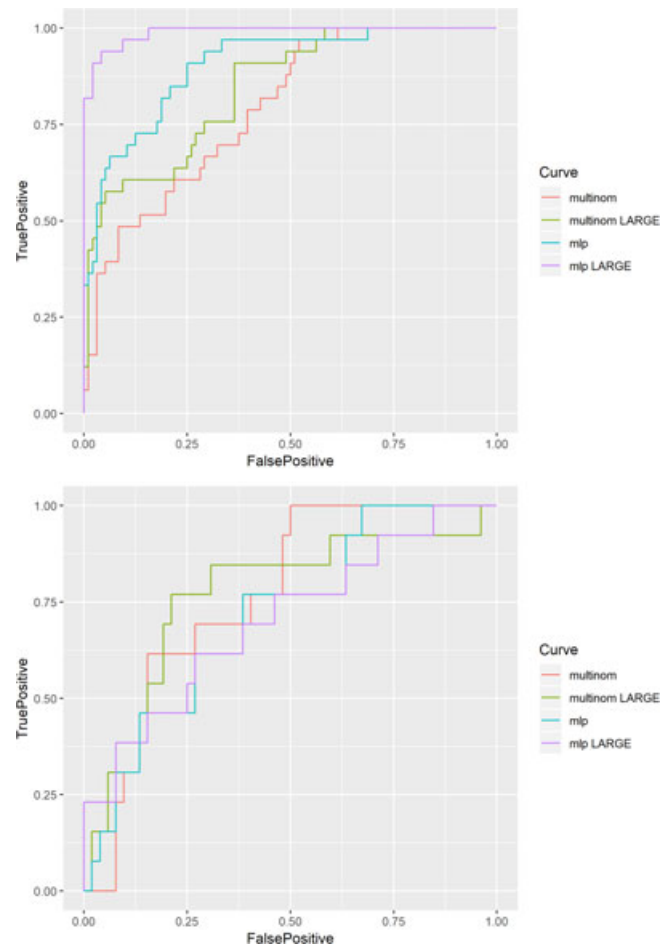 1.00
0.75
0.50
0.25
0.00
TruePositive
0.00 0.25 0.50 0.75 1.00
FalsePositive
Curve
multinom
multinom LARGE
mlp
mlp LARGE
1.00
0.75
0.50
0.25
0.00
TruePositive
0.00 0.25 0.50 0.75 1.00
FalsePositive
Curve
multinom
multinom LARGE
mlp
mlp LARGE